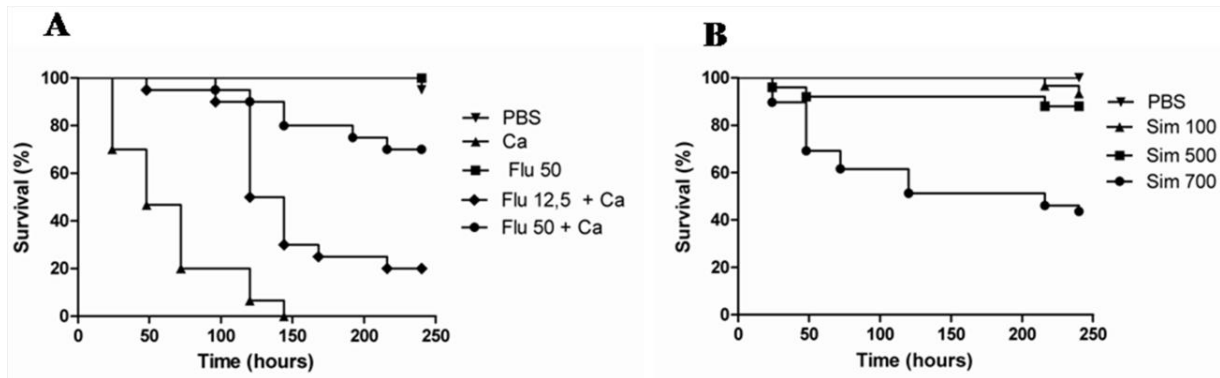 A
Survival (%)
100
80
60
40
20
0
0 50 100 150 200 250
Time (hours)
PBS
Ca
Flu 50
Flu 12,5 + Ca
Flu 50 + Ca
B
Survival (%)
100
80
60
40
20
0
0 50 100 150 200 250
Time (hours)
PBS
Sim 100
Sim 500
Sim 700